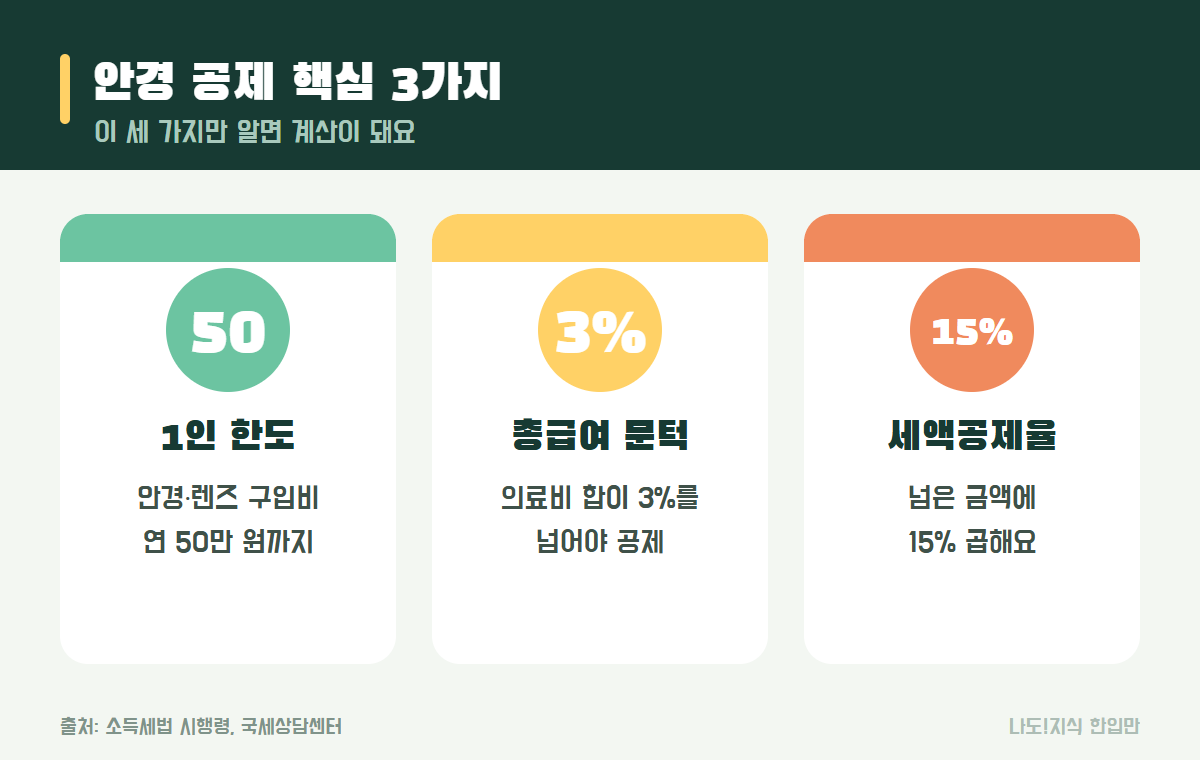 안경 공제 핵심 3가지
이 세 가지만 알면 계산이 돼요
50
1인 한도
안경·렌즈 구입비
연 50만 원까지
3%
총급여 문턱
의료비 합이 3%를
넘어야 공제
15%
세액공제율
넘은 금액에
15% 곱해요
출처: 소득세법 시행령, 국세상담센터
나도!지식 한입만